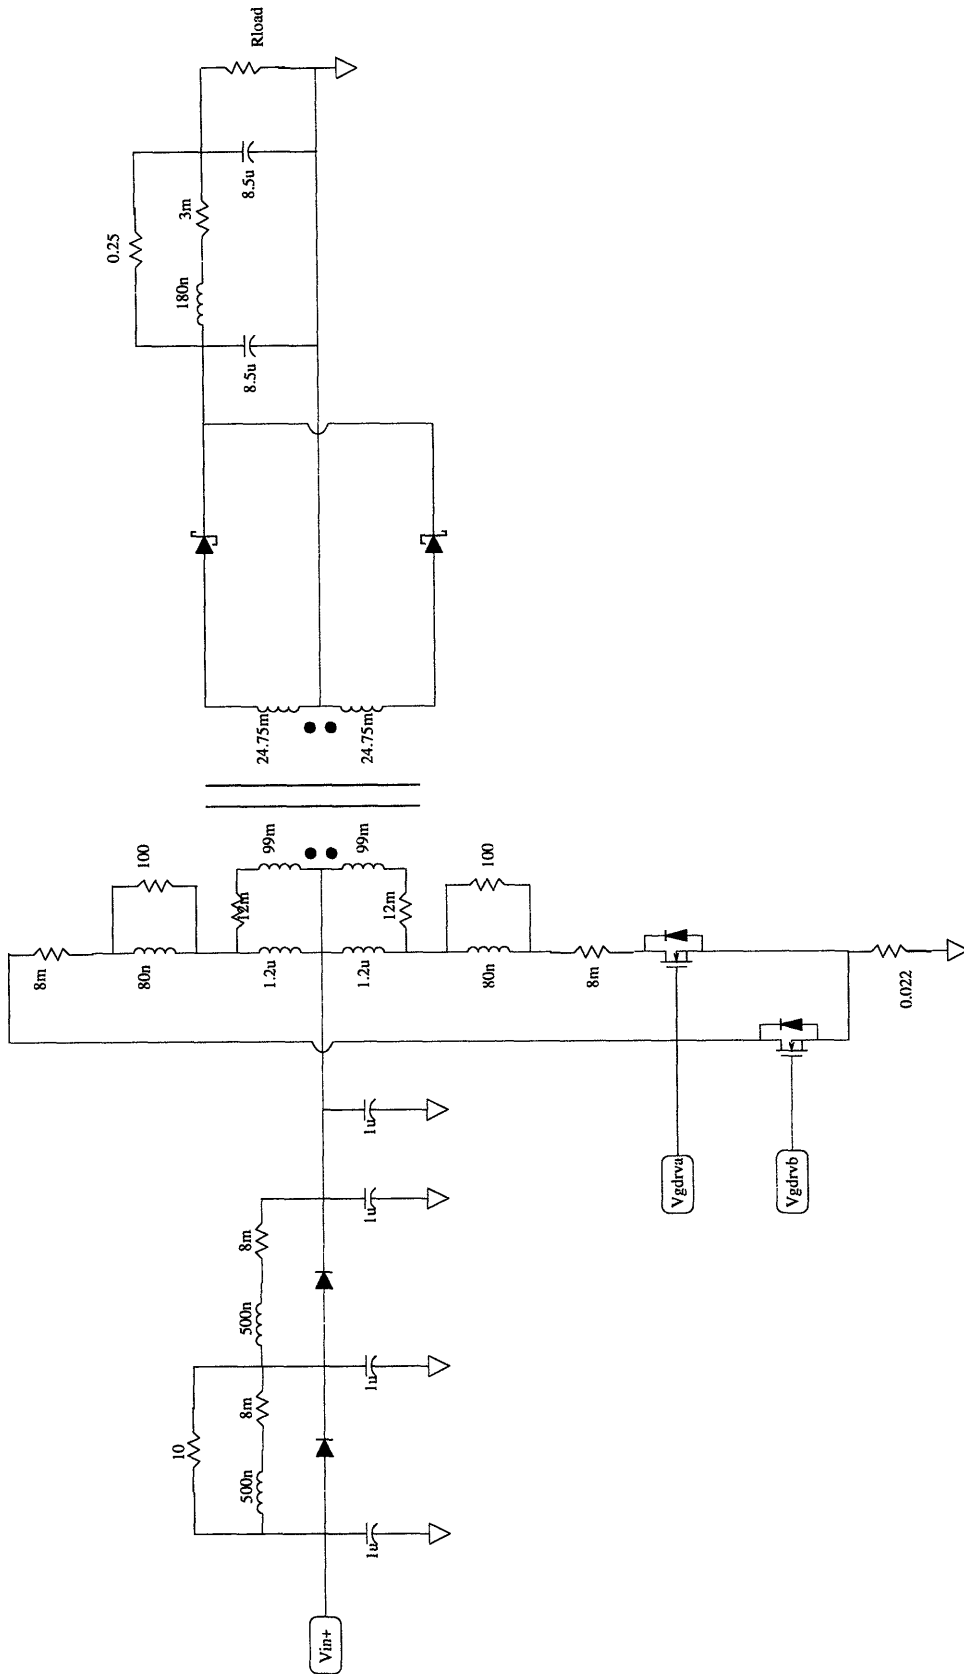 Rload
0.25
3m
180n
8.5u
8.5u
24.75m
24.75m
99m
99m
100
100
12m
12m
8m
80n
1.2u
1.2u
80n
8m
0.022
1u
1u
8m
500n
1u
10
8m
500n
1u
Vgdrva
Vgdrvb
Vin+